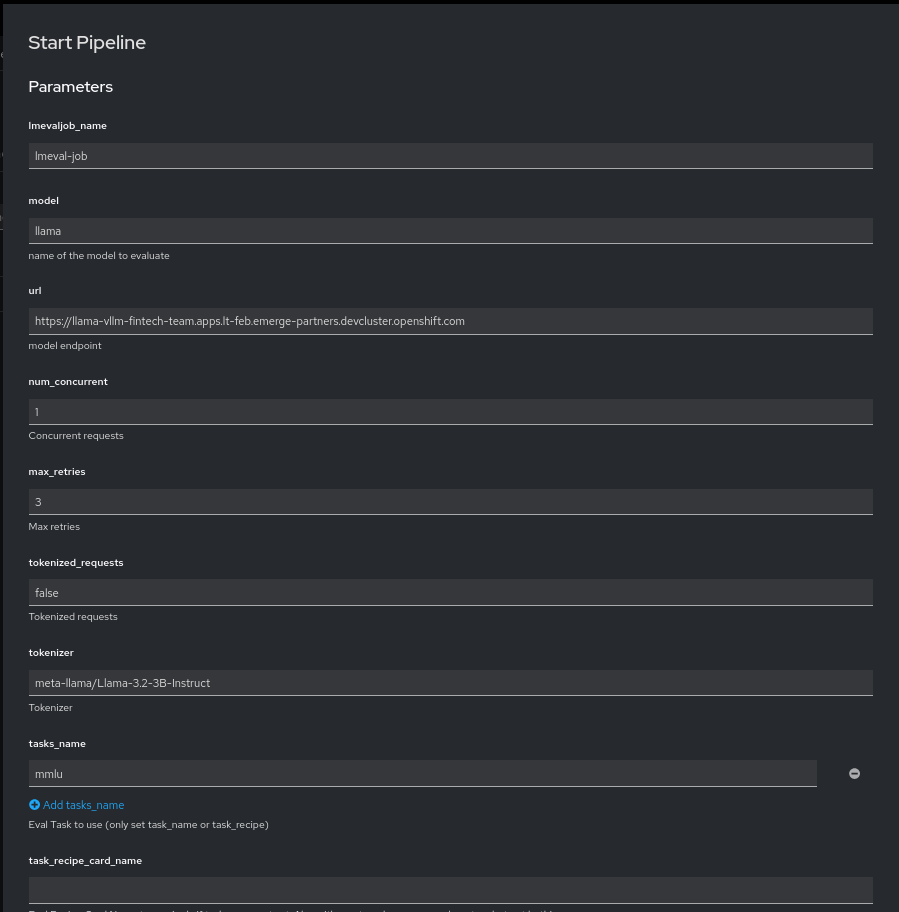 Start Pipeline
Parameters
lmevaljob_name
lmeval-job
model
llama
name of the model to evaluate
url
https://llama-vllm-fintech-team.apps.lt-feb.emerge-partners.devcluster.openshift.com
model endpoint
num_concurrent
1
Concurrent requests
max_retries
3
Max retries
tokenized_requests
false
Tokenized requests
tokenizer
meta-llama/Llama-3.2-3B-Instruct
Tokenizer
tasks_name
mmlu
Add tasks_name
Eval Task to use (only set task_name or task_recipe)
task_recipe_card_name